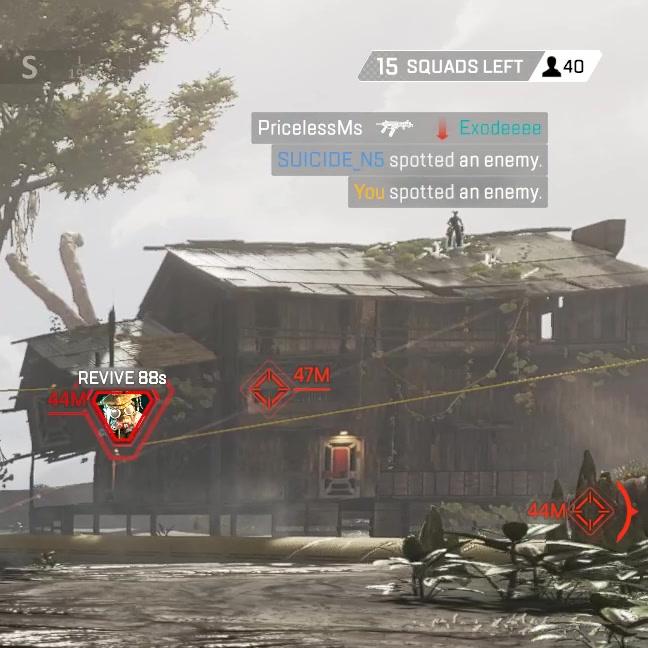 S
15 SQUADS LEFT 40
PricelessMs Exodeeee
SUICIDE_N5 spotted an enemy.
You spotted an enemy.
REVIVE 88s
47M
44M
44M